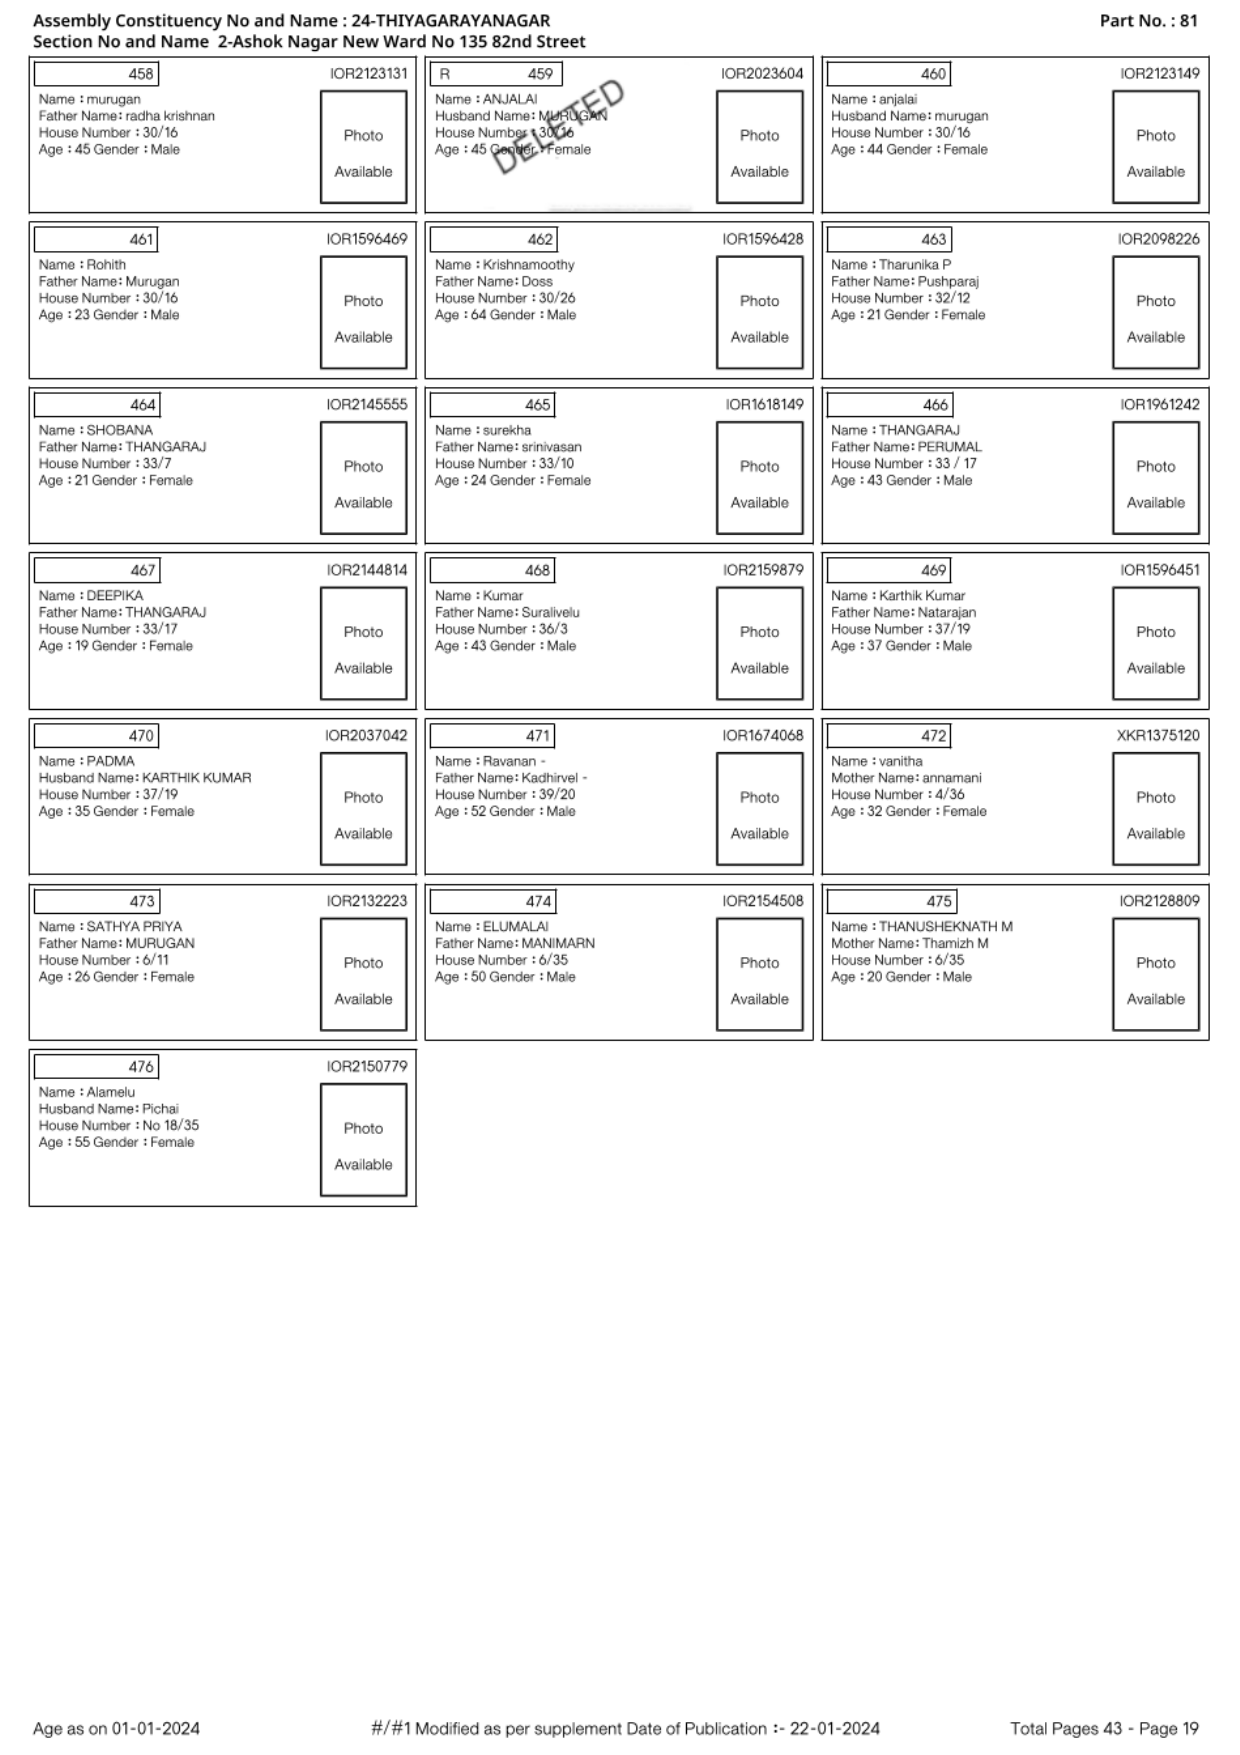 Assembly Constituency No and Name : 24-THIYAGARAYANAGAR
Part No. : 81
Section No and Name 2-Ashok Nagar New Ward No 135 82nd Street
458
IOR2123131
Name : murugan
Father Name: radha krishnan
House Number : 30/16
Age : 45 Gender : Male
Photo
Available
R 459
IOR2023604
Name : ANJALAI
Husband Name: MURUGAN
House Number : 30/16
Age : 45 Gender : Female
DELETED
Photo
Available
460
IOR2123149
Name : anjalai
Husband Name: murugan
House Number : 30/16
Age : 44 Gender : Female
Photo
Available
461
IOR1596469
Name : Rohith
Father Name: Murugan
House Number : 30/16
Age : 23 Gender : Male
Photo
Available
462
IOR1596428
Name : Krishnamoothy
Father Name: Doss
House Number : 30/26
Age : 64 Gender : Male
Photo
Available
463
IOR2098226
Name : Tharunika P
Father Name: Pushparaj
House Number : 32/12
Age : 21 Gender : Female
Photo
Available
464
IOR2145555
Name : SHOBANA
Father Name: THANGARAJ
House Number : 33/7
Age : 21 Gender : Female
Photo
Available
465
IOR1618149
Name : surekha
Father Name: srinivasan
House Number : 33/10
Age : 24 Gender : Female
Photo
Available
466
IOR1961242
Name : THANGARAJ
Father Name: PERUMAL
House Number : 33 / 17
Age : 43 Gender : Male
Photo
Available
467
IOR2144814
Name : DEEPIKA
Father Name: THANGARAJ
House Number : 33/17
Age : 19 Gender : Female
Photo
Available
468
IOR2159879
Name : Kumar
Father Name: Suralivelu
House Number : 36/3
Age : 43 Gender : Male
Photo
Available
469
IOR1596451
Name : Karthik Kumar
Father Name: Natarajan
House Number : 37/19
Age : 37 Gender : Male
Photo
Available
470
IOR2037042
Name : PADMA
Husband Name: KARTHIK KUMAR
House Number : 37/19
Age : 35 Gender : Female
Photo
Available
471
IOR1674068
Name : Ravanan -
Father Name: Kadhirvel -
House Number : 39/20
Age : 52 Gender : Male
Photo
Available
472
XKR1375120
Name : vanitha
Mother Name: annamani
House Number : 4/36
Age : 32 Gender : Female
Photo
Available
473
IOR2132223
Name : SATHYA PRIYA
Father Name: MURUGAN
House Number : 6/11
Age : 26 Gender : Female
Photo
Available
474
IOR2154508
Name : ELUMALAI
Father Name: MANIMARN
House Number : 6/35
Age : 50 Gender : Male
Photo
Available
475
IOR2128809
Name : THANUSHEKNATH M
Mother Name: Thamizh M
House Number : 6/35
Age : 20 Gender : Male
Photo
Available
476
IOR2150779
Name : Alamelu
Husband Name: Pichai
House Number : No 18/35
Age : 55 Gender : Female
Photo
Available
Age as on 01-01-2024
#/#1 Modified as per supplement Date of Publication :- 22-01-2024
Total Pages 43 - Page 19